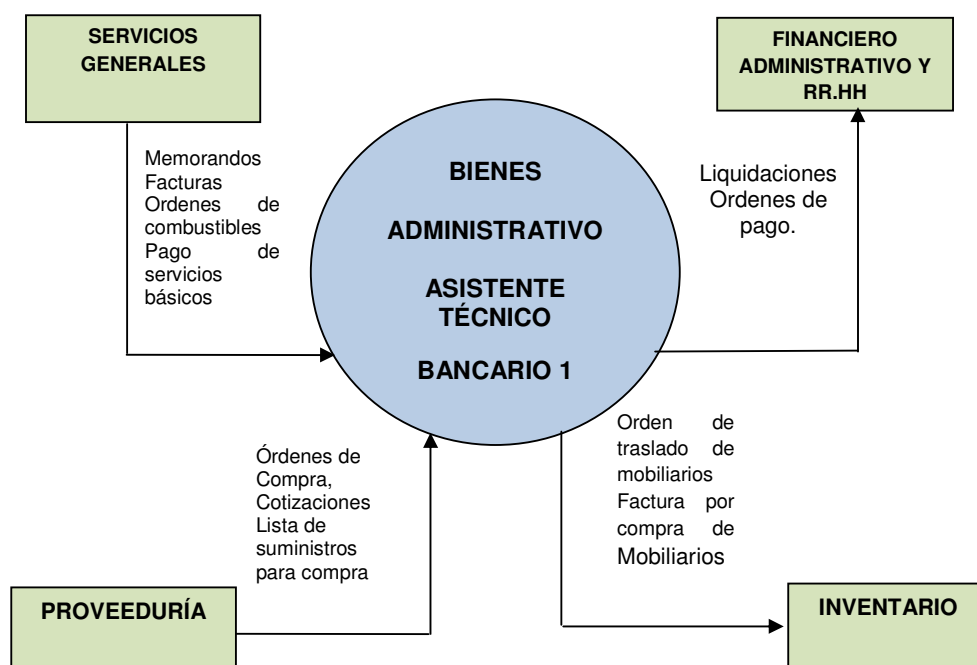 SERVICIOS
GENERALES
FINANCIERO
ADMINISTRATIVO Y
RR.HH
Memorandos
Facturas
Ordenes de
combustibles
Pago de
servicios
básicos
BIENES
ADMINISTRATIVO
ASISTENTE
TÉCNICO
BANCARIO 1
Liquidaciones
Ordenes de
pago.
Órdenes de
Compra,
Cotizaciones
Lista de
suministros
para compra
Orden de
traslado de
mobiliarios
Factura por
compra de
Mobiliarios
PROVEEDURÍA
INVENTARIO